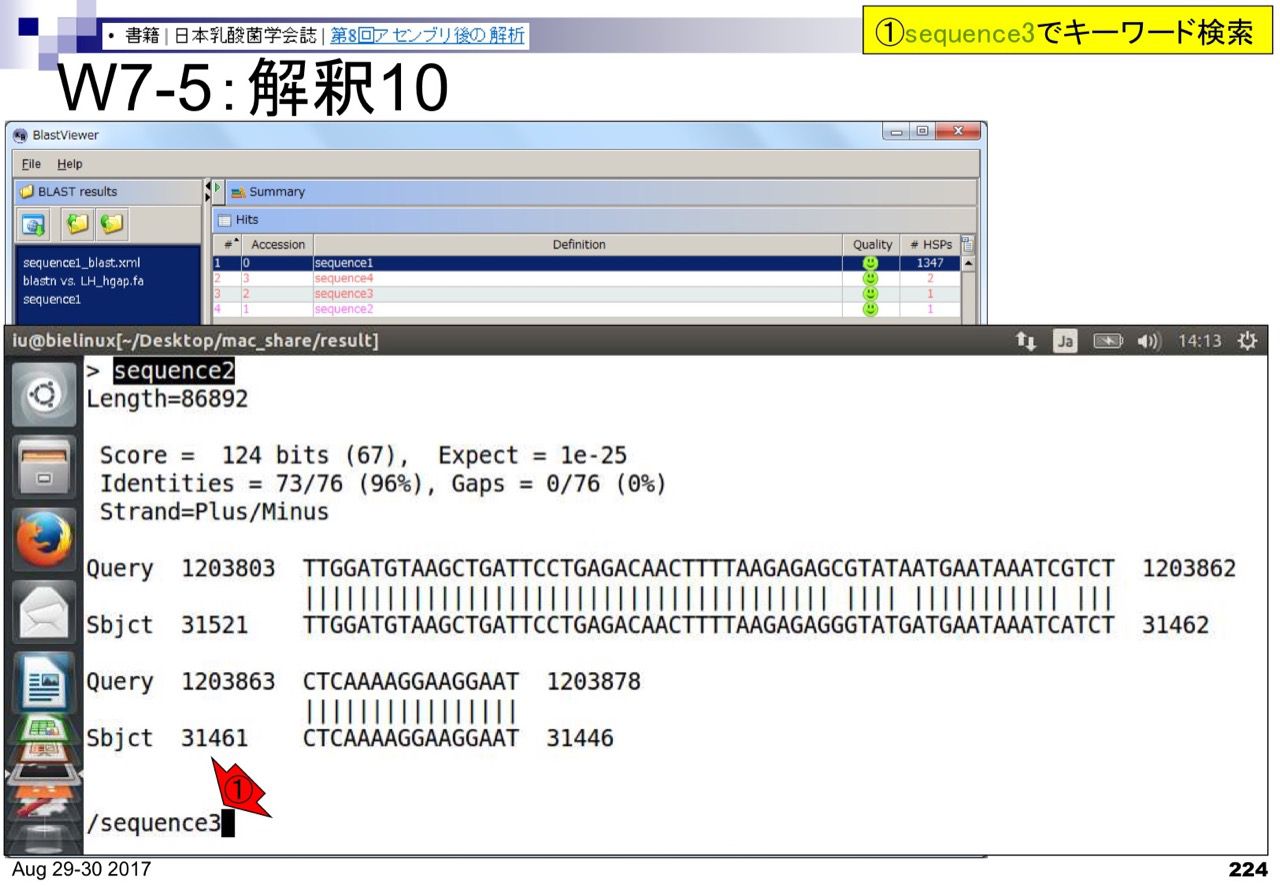 • 書籍 | 日本乳酸菌学会誌 | 第8回アセンブリ後の解析
①sequence3でキーワード検索
W7-5：解釈10
BlastViewer
File Help
BLAST results
Summary
Hits
# Accession Definition Quality # HSPs
sequence1_blast.xml
blastn vs. LH_hgap.fa
sequence1
1 0 sequence1 1347
2 3 sequence4 2
3 2 sequence3 1
4 1 sequence2 1
iu@bielinux[~/Desktop/mac_share/result] Ja 14:13
> sequence2
Length=86892
Score =  124 bits (67),  Expect = 1e-25
Identities = 73/76 (96%), Gaps = 0/76 (0%)
Strand=Plus/Minus
Query  1203803  TTGGATGTAAGCTGATTCCTGAGACAACTTTTAAGAGAGCGTATAATGAATAAATCGTCT  1203862
||||||||||||||||||||||||||||||||||||||| |||| ||||||||||| |||
Sbjct  31521    TTGGATGTAAGCTGATTCCTGAGACAACTTTTAAGAGAGGGTATGATGAATAAATCATCT  31462
Query  1203863  CTCAAAAGGAAGGAAT  1203878
||||||||||||||||
Sbjct  31461    CTCAAAAGGAAGGAAT  31446
①
/sequence3
Aug 29-30 2017
224